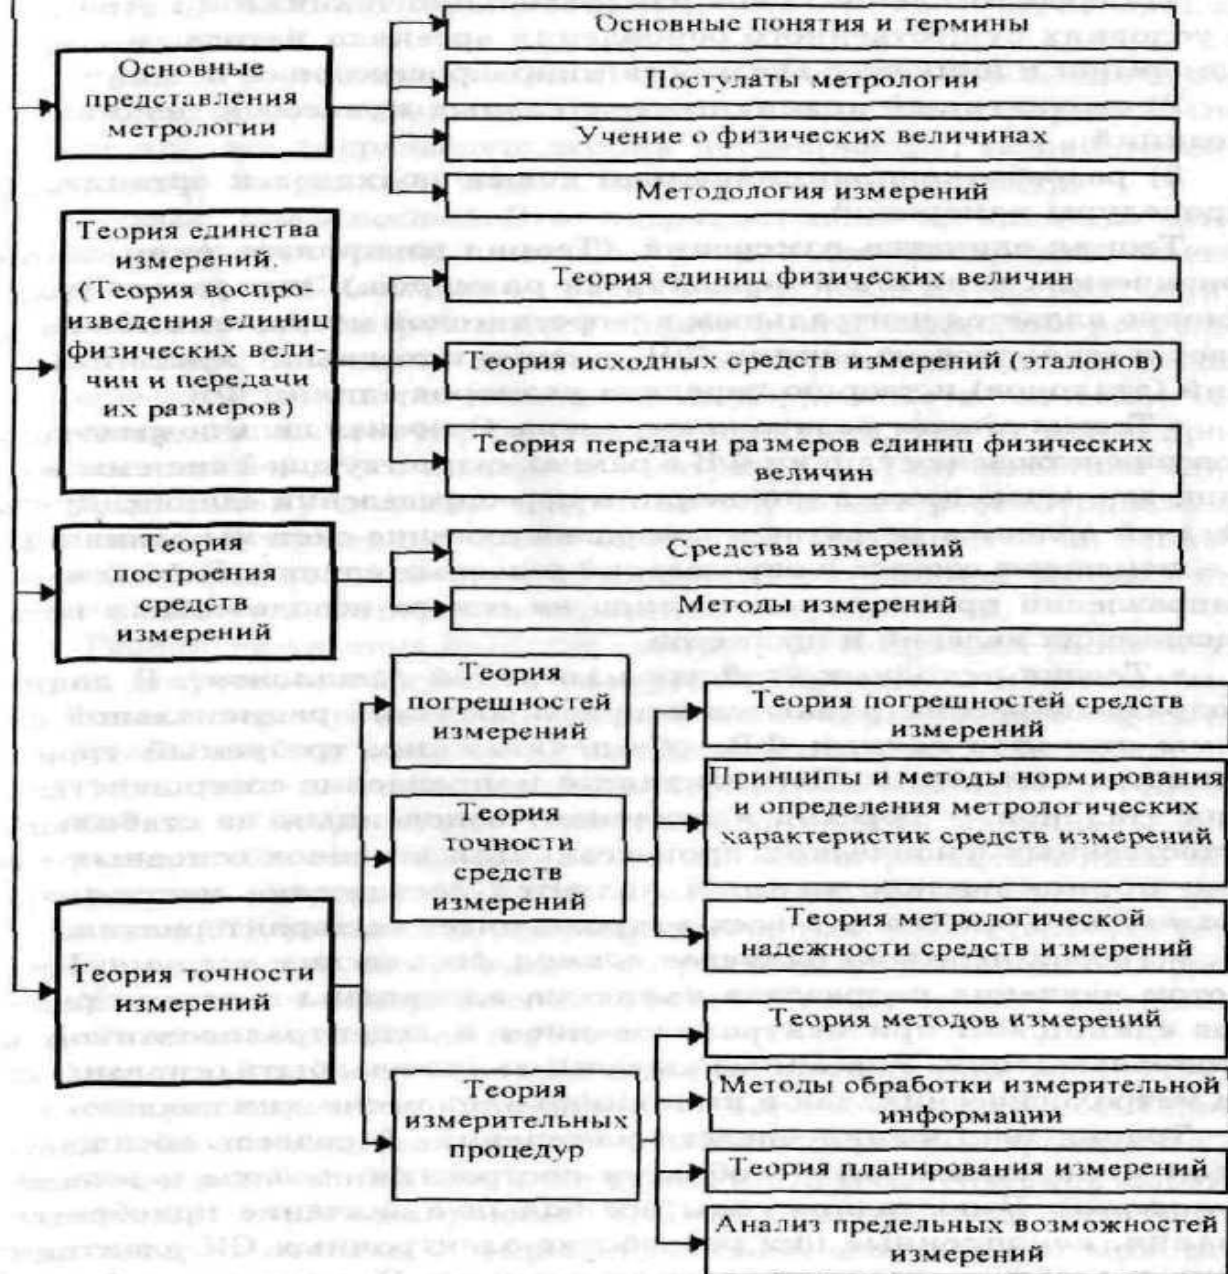 Основные понятия и термины
Основные
представления
метрологии
Постулаты метрологии
Учение о физических величинах
Методология измерений
Теория единства
измерений.
(Теория воспро-
изведения единиц
физических вели-
чин и передачи
их размеров)
Теория единиц физических величин
Теория исходных средств измерений (эталонов)
Теория передачи размеров единиц физических
величин
Теория
построения
средств
измерений
Средства измерений
Методы измерений
Теория точности
измерений
Теория
погрешностей
измерений
Теория
точности
средств
измерений
Теория погрешностей средств
измерений
Принципы и методы нормирования
и определения метрологических
характеристик средств измерений
Теория метрологической
надежности средств измерений
Теория
измерительных
процедур
Теория методов измерений
Методы обработки измерительной
информации
Теория планирования измерений
Анализ предельных возможностей
измерений